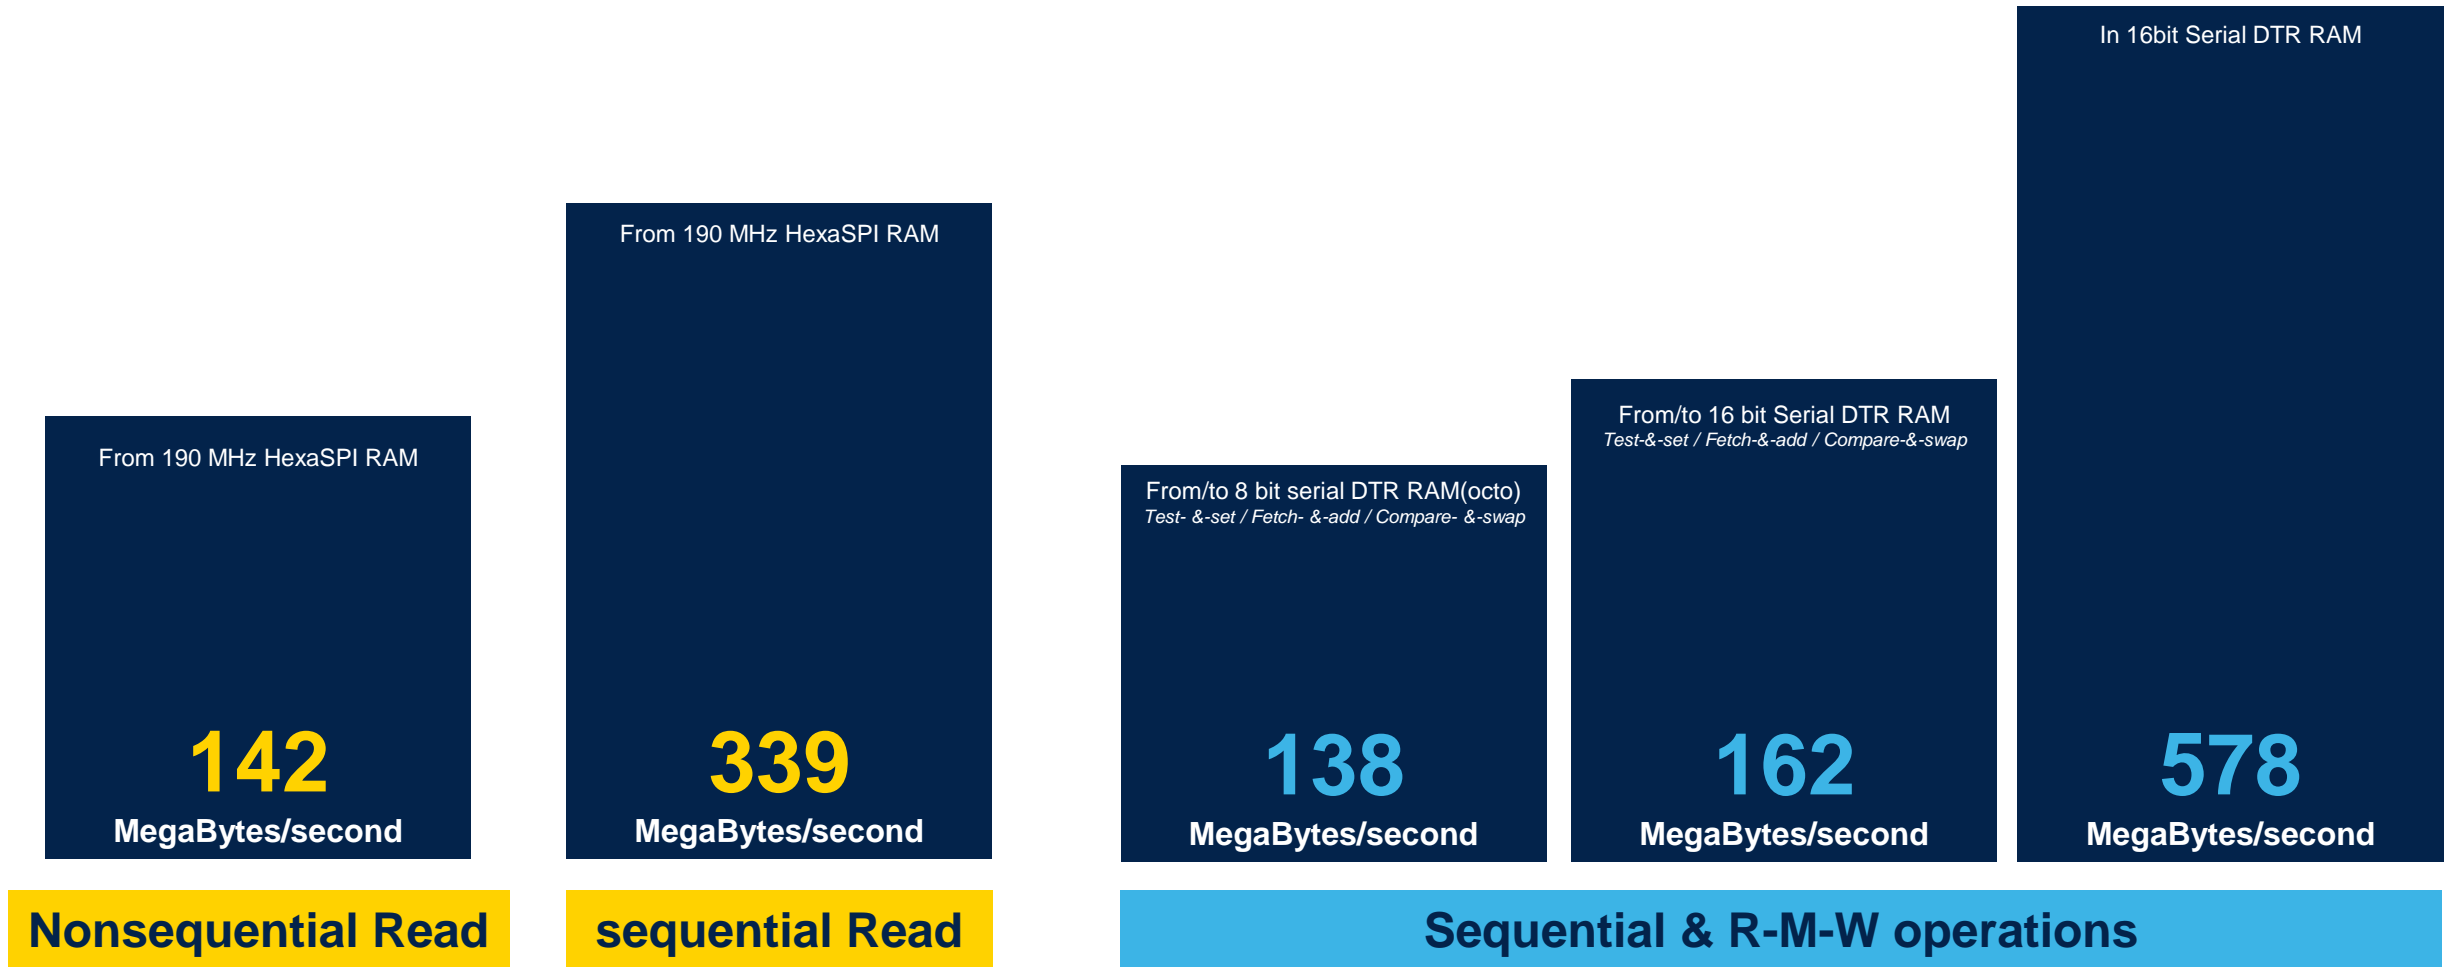 From 190 MHz HexaSPI RAM
142
MegaBytes/second
Nonsequential Read
From 190 MHz HexaSPI RAM
339
MegaBytes/second
sequential Read
From/to 8 bit serial DTR RAM(octo)
Test- &-set / Fetch- &-add / Compare- &-swap
138
MegaBytes/second
From/to 16 bit Serial DTR RAM
Test-&-set / Fetch-&-add / Compare-&-swap
162
MegaBytes/second
In 16bit Serial DTR RAM
578
MegaBytes/second
Sequential & R-M-W operations